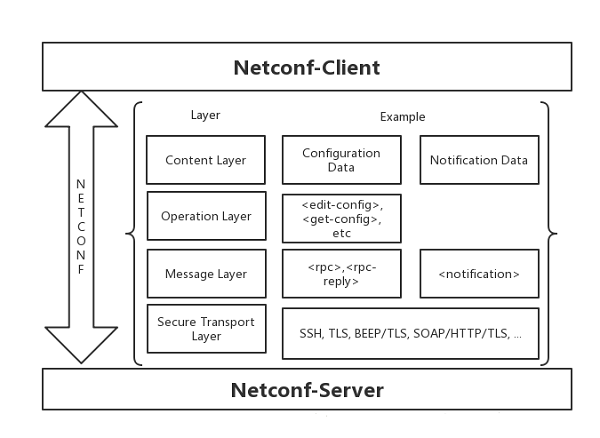 Netconf-Client
Layer
Example
Content Layer
Configuration
Data
Notification Data
Operation Layer
<edit-config>,
<get-config>,
etc
Message Layer
<rpc>,<rpc-
reply>
<notification>
Secure Transport
Layer
SSH, TLS, BEEP/TLS, SOAP/HTTP/TLS, ...
NETCONF
Netconf-Server